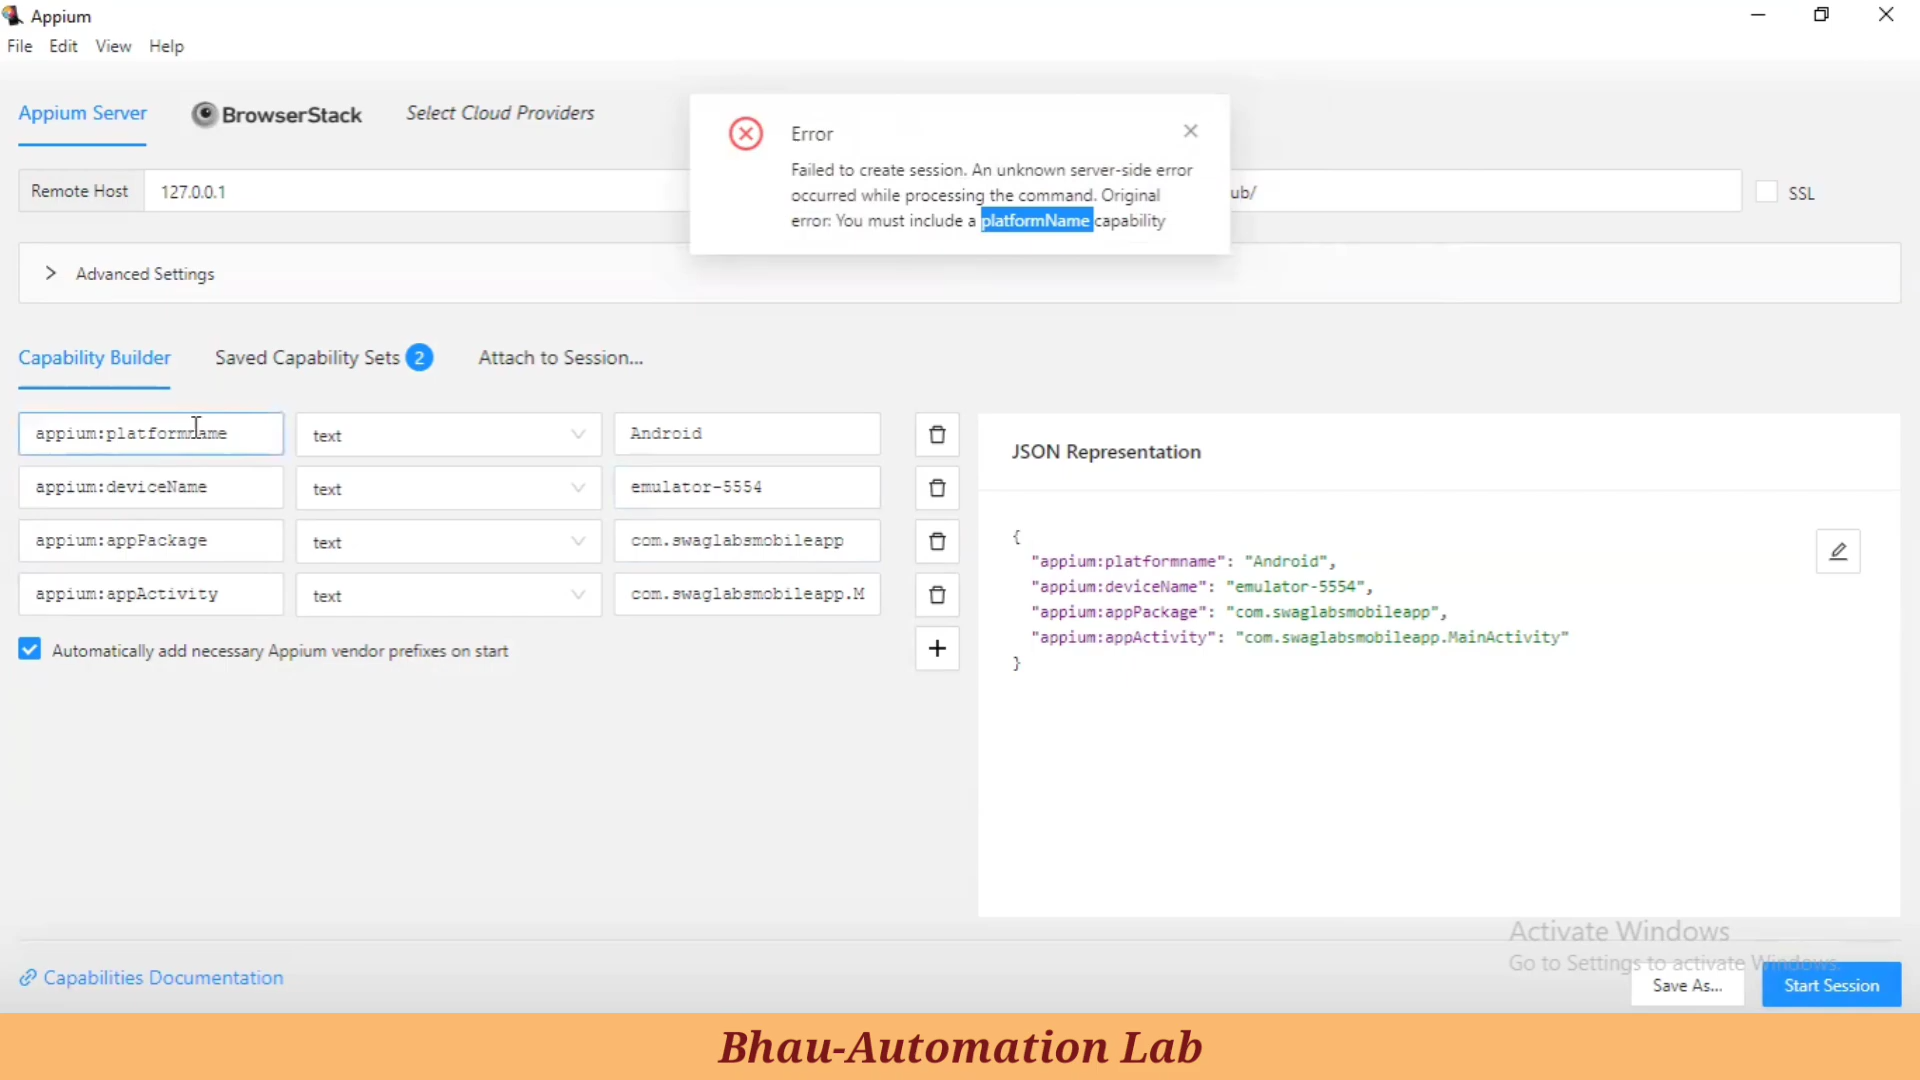 Appium
File Edit View Help
Appium Server BrowserStack Select Cloud Providers
Error
Failed to create session. An unknown server-side error
occurred while processing the command. Original
error: You must include a platformName capability
Remote Host 127.0.0.1 ub/ SSL
Advanced Settings
Capability Builder Saved Capability Sets 2 Attach to Session...
appium:platformname text Android
appium:deviceName text emulator-5554
appium:appPackage text com.swaglabsmobileapp
appium:appActivity text com.swaglabsmobileapp.M
Automatically add necessary Appium vendor prefixes on start
JSON Representation
{
"appium:platformname": "Android",
"appium:deviceName": "emulator-5554",
"appium:appPackage": "com.swaglabsmobileapp",
"appium:appActivity": "com.swaglabsmobileapp.MainActivity"
}
Activate Windows
Go to Settings to activate Windows.
Capabilities Documentation
Save As... Start Session
Bhau-Automation Lab